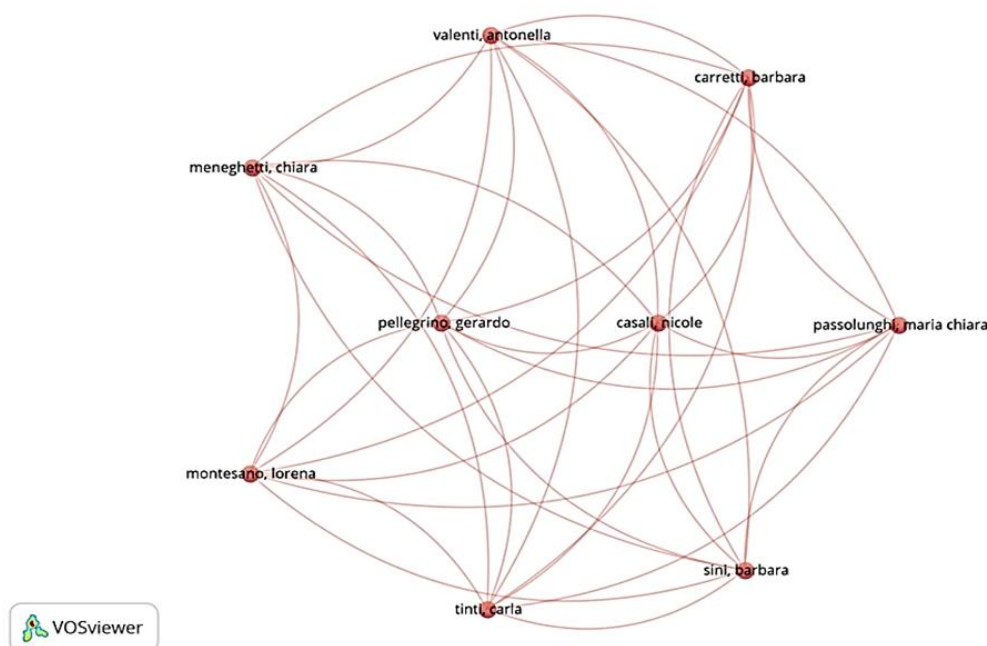 valenti, antonella
carretti, barbara
meneghetti, chiara
pellegrino, gerardo
casali, nicole
passolunghi, maria chiara
montesano, lorena
sini, barbara
tinti, carla
VOSviewer